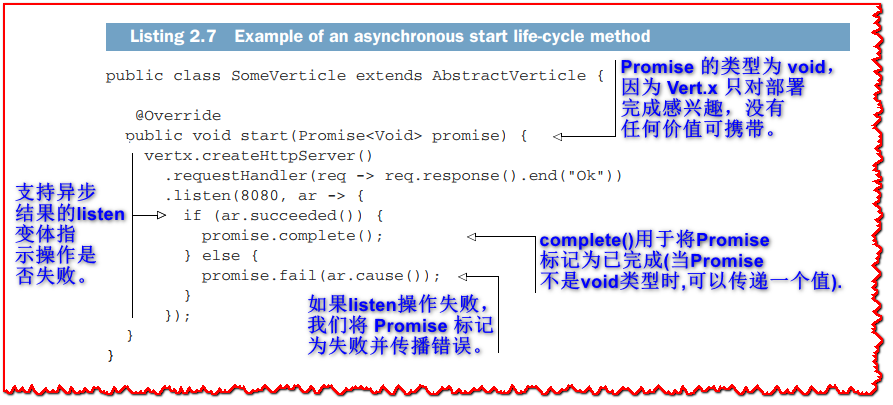 Listing 2.7 Example of an asynchronous start life-cycle method
public class SomeVerticle extends AbstractVerticle {
Promise 的类型为 void，
因为 Vert.x 只对部署
完成感兴趣，没有
任何价值可携带。
@Override
public void start(Promise<Void> promise) {
vertx.createHttpServer()
.requestHandler(req -> req.response().end("Ok"))
.listen(8080, ar -> {
支持异步
结果的listen
变体指
示操作是
否失败。
if (ar.succeeded()) {
promise.complete();
complete()用于将Promise
标记为已完成(当Promise
不是void类型时,可以传递一个值).
} else {
promise.fail(ar.cause());
如果listen操作失败，
我们将 Promise 标记
为失败并传播错误。
}
});
}
}